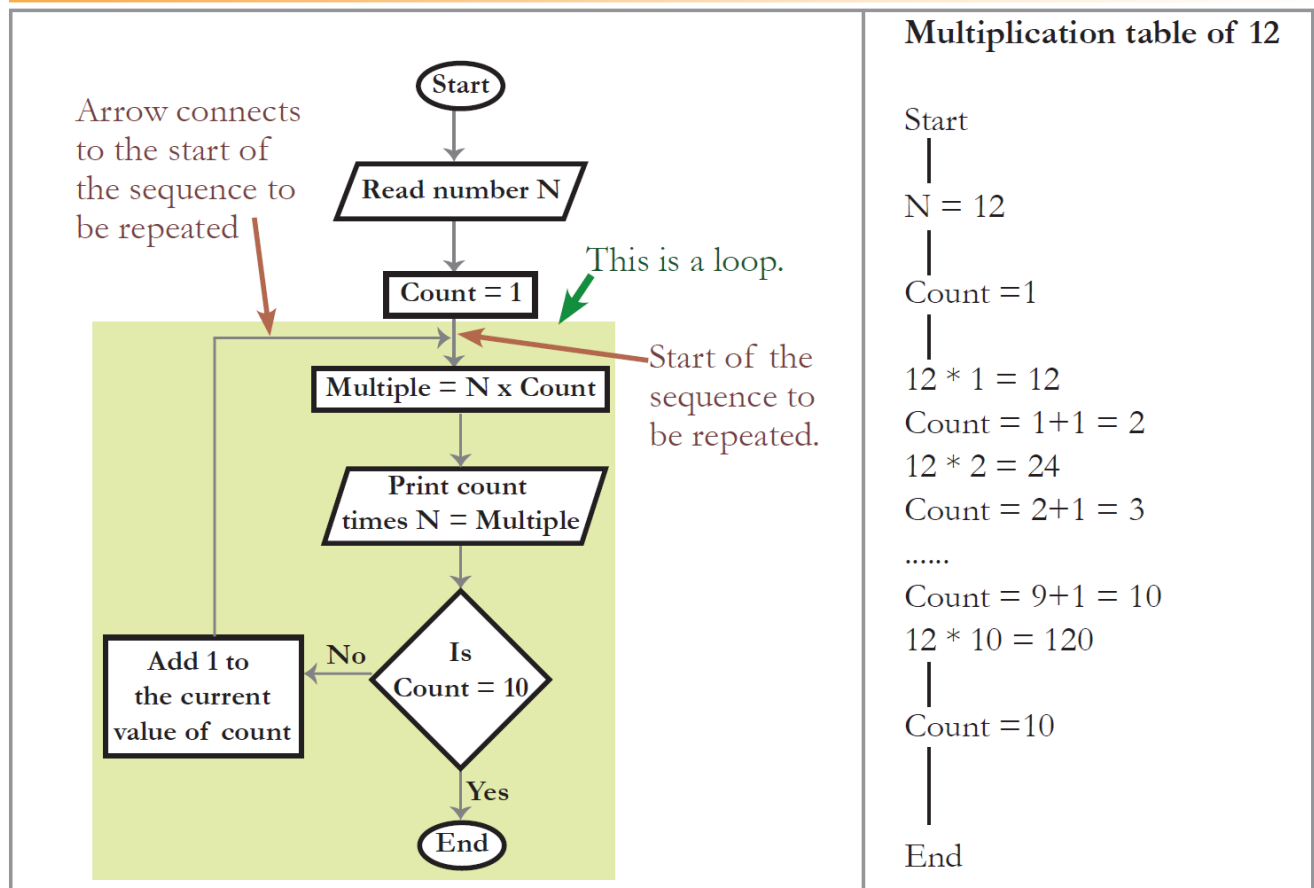 Start
Arrow connects
to the start of
the sequence to
be repeated
Read number N
This is a loop.
Count = 1
Start of the
sequence to
be repeated.
Multiple = N x Count
Print count
times N = Multiple
Is
Count = 10
No
Add 1 to
the current
value of count
Yes
End
Multiplication table of 12
Start
N = 12
Count =1
12 * 1 = 12
Count = 1+1 = 2
12 * 2 = 24
Count = 2+1 = 3
......
Count = 9+1 = 10
12 * 10 = 120
Count =10
End